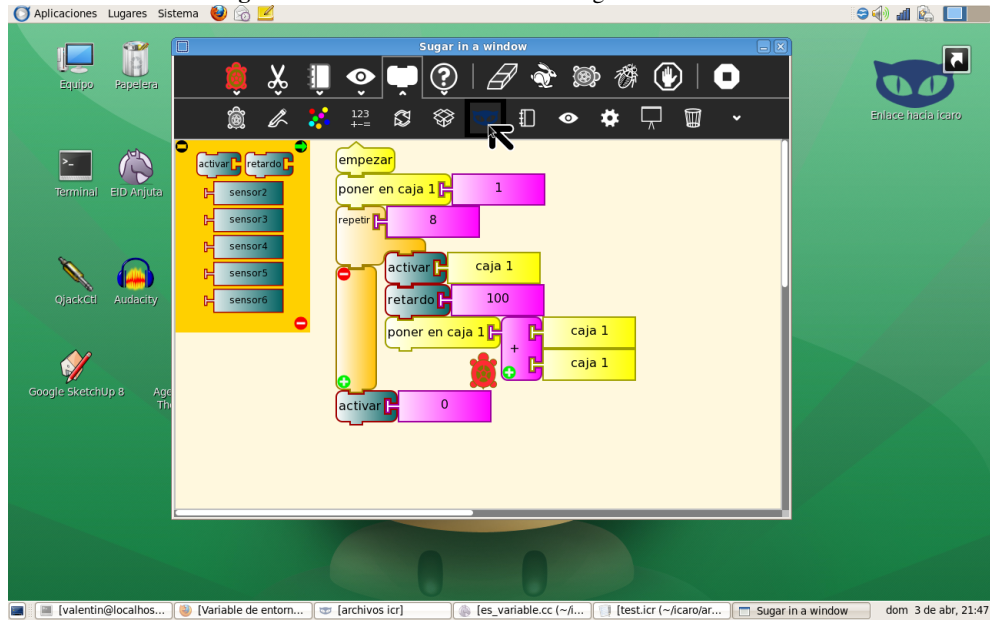 Aplicaciones Lugares Sistema
Sugar in a window
Equipo
Papelera
Enlace hacia icaro
Terminal
EID Anjuta
QjackCtl
Audacity
Google SketchUp 8
123
+-=
activar
retardo
sensor2
sensor3
sensor4
sensor5
sensor6
empezar
poner en caja 1
1
repetir
8
activar
caja 1
retardo
100
poner en caja 1
+
caja 1
caja 1
activar
0
[valentin@localhos...
[Variable de entorn...
[archivos icr]
[es_variable.cc (~/i...
[test.icr (~/icaro/ar...
Sugar in a window
dom 3 de abr, 21:47